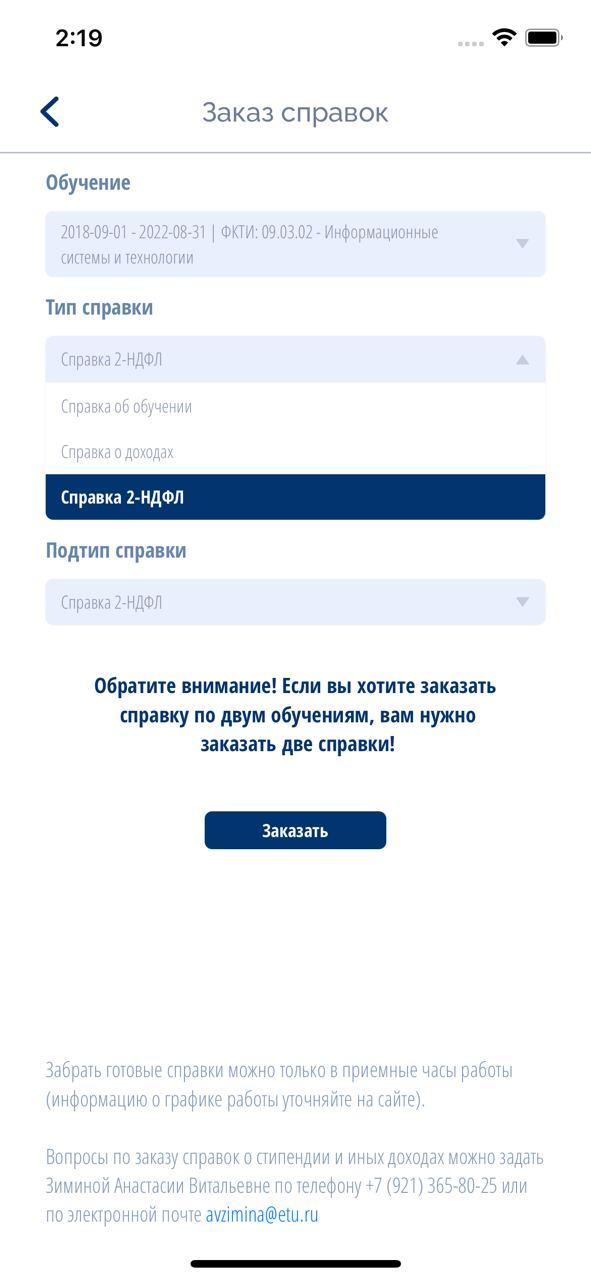 2:19
Заказ справок
Обучение
2018-09-01 - 2022-08-31 | ФКТИ: 09.03.02 - Информационные
системы и технологии
Тип справки
Справка 2-НДФЛ
Справка об обучении
Справка о доходах
Справка 2-НДФЛ
Подтип справки
Справка 2-НДФЛ
Обратите внимание! Если вы хотите заказать
справку по двум обучениям, вам нужно
заказать две справки!
Заказать
Забрать готовые справки можно только в приемные часы работы
(информацию о графике работы уточняйте на сайте).
Вопросы по заказу справок о стипендии и иных доходах можно задать
Зиминой Анастасии Витальевне по телефону +7 (921) 365-80-25 или
по электронной почте avzimina@etu.ru